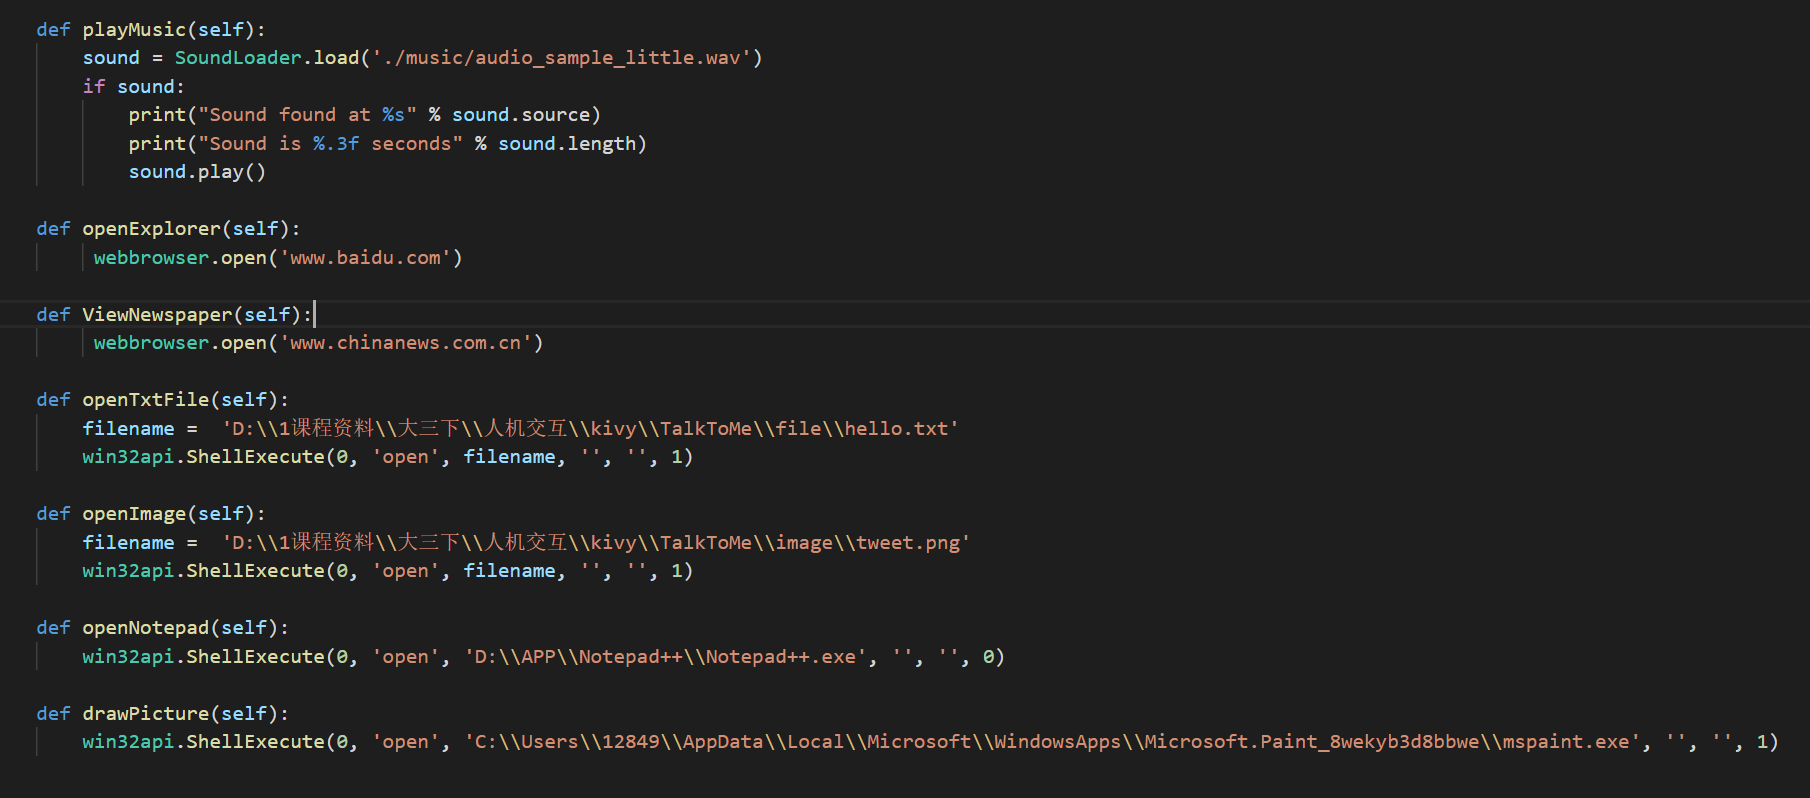 def playMusic(self):
    sound = SoundLoader.load('./music/audio_sample_little.wav')
    if sound:
        print("Sound found at %s" % sound.source)
        print("Sound is %.3f seconds" % sound.length)
        sound.play()

def openExplorer(self):
     webbrowser.open('www.baidu.com')

def ViewNewspaper(self):
     webbrowser.open('www.chinanews.com.cn')

def openTxtFile(self):
    filename =  'D:\\1课程资料\\大三下\\人机交互\\kivy\\TalkToMe\\file\\hello.txt'
    win32api.ShellExecute(0, 'open', filename, '', '', 1)

def openImage(self):
    filename =  'D:\\1课程资料\\大三下\\人机交互\\kivy\\TalkToMe\\image\\tweet.png'
    win32api.ShellExecute(0, 'open', filename, '', '', 1)

def openNotepad(self):
    win32api.ShellExecute(0, 'open', 'D:\\APP\\Notepad++\\Notepad++.exe', '', '', 0)

def drawPicture(self):
    win32api.ShellExecute(0, 'open', 'C:\\Users\\12849\\AppData\\Local\\Microsoft\\WindowsApps\\Microsoft.Paint_8wekyb3d8bbwe\\mspaint.exe', '', '', 1)